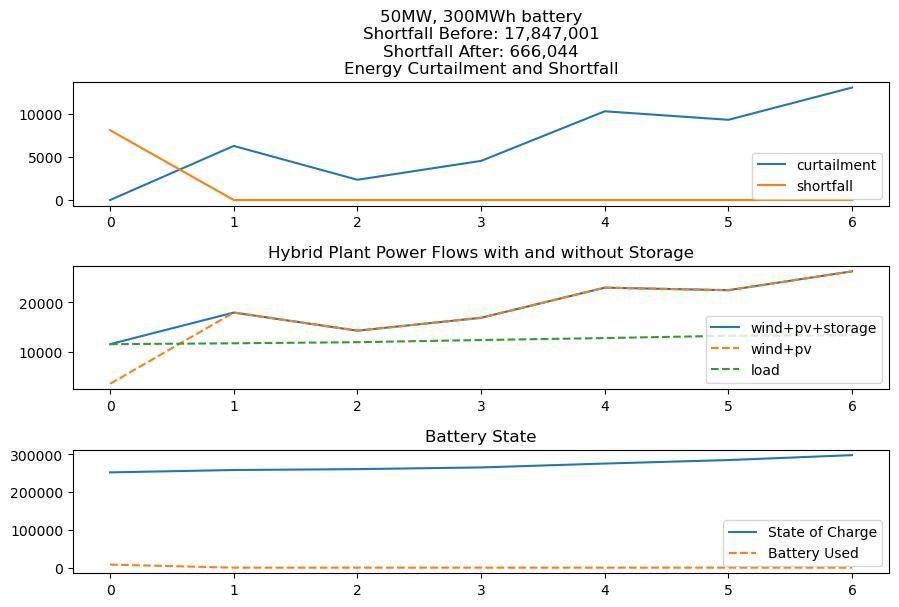 50MW, 300MWh battery
Shortfall Before: 17,847,001
Shortfall After: 666,044
Energy Curtailment and Shortfall
10000
5000
0
curtailment
shortfall
0 1 2 3 4 5 6
Hybrid Plant Power Flows with and without Storage
20000
10000
wind+pv+storage
wind+pv
load
0 1 2 3 4 5 6
Battery State
300000
200000
100000
0
State of Charge
Battery Used
0 1 2 3 4 5 6